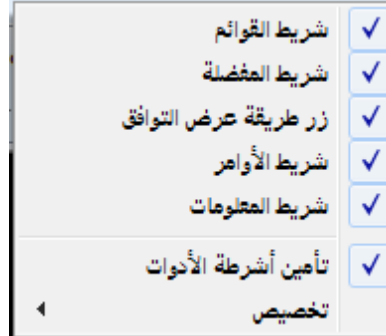 شريط القوائم
شريط المفضلة
زر طريقة عرض التوافق
شريط الأوامر
شريط المعلومات
تأمين أشرطة الأدوات
تخصيص